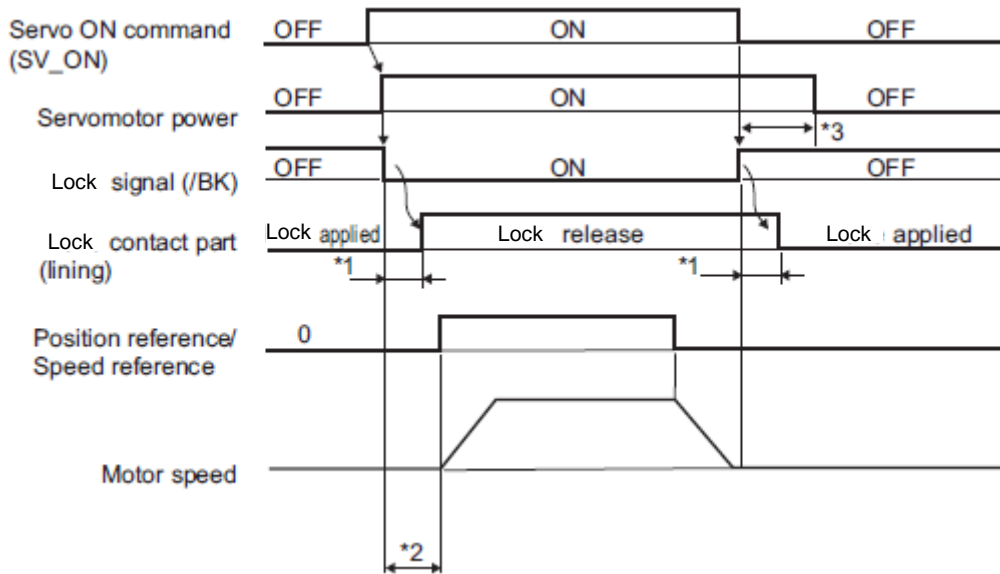 Servo ON command
(SV_ON)
OFF ON OFF
Servomotor power
OFF ON OFF
*3
Lock signal (/BK)
OFF ON OFF
Lock contact part
(lining)
Lock applied Lock release Lock applied
*1 *1
Position reference/
Speed reference
0
Motor speed
*2